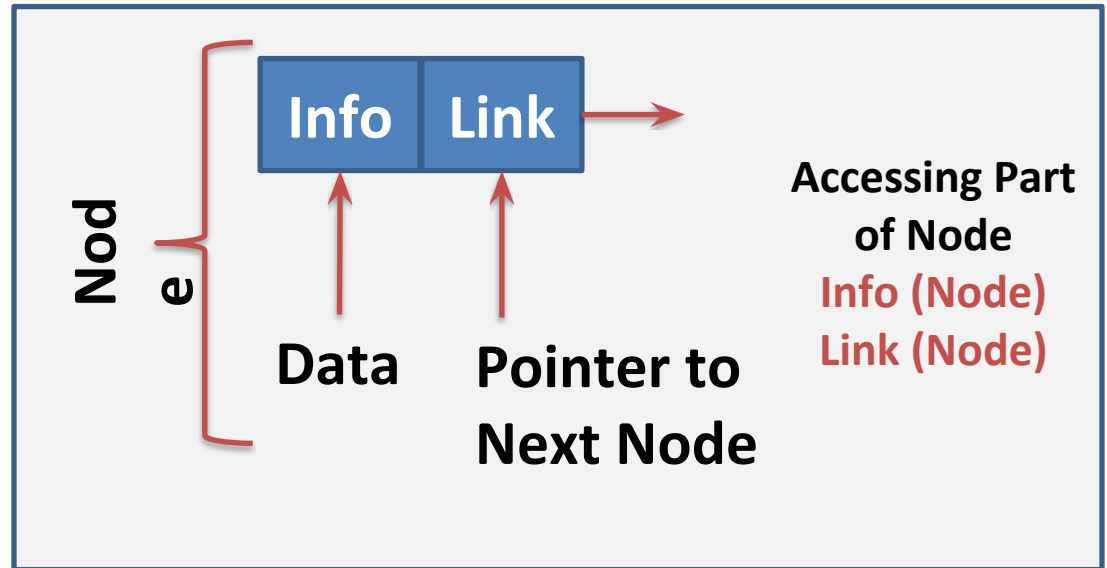 Nod
e
Info Link
Data
Pointer to
Next Node
Accessing Part
of Node
Info (Node)
Link (Node)